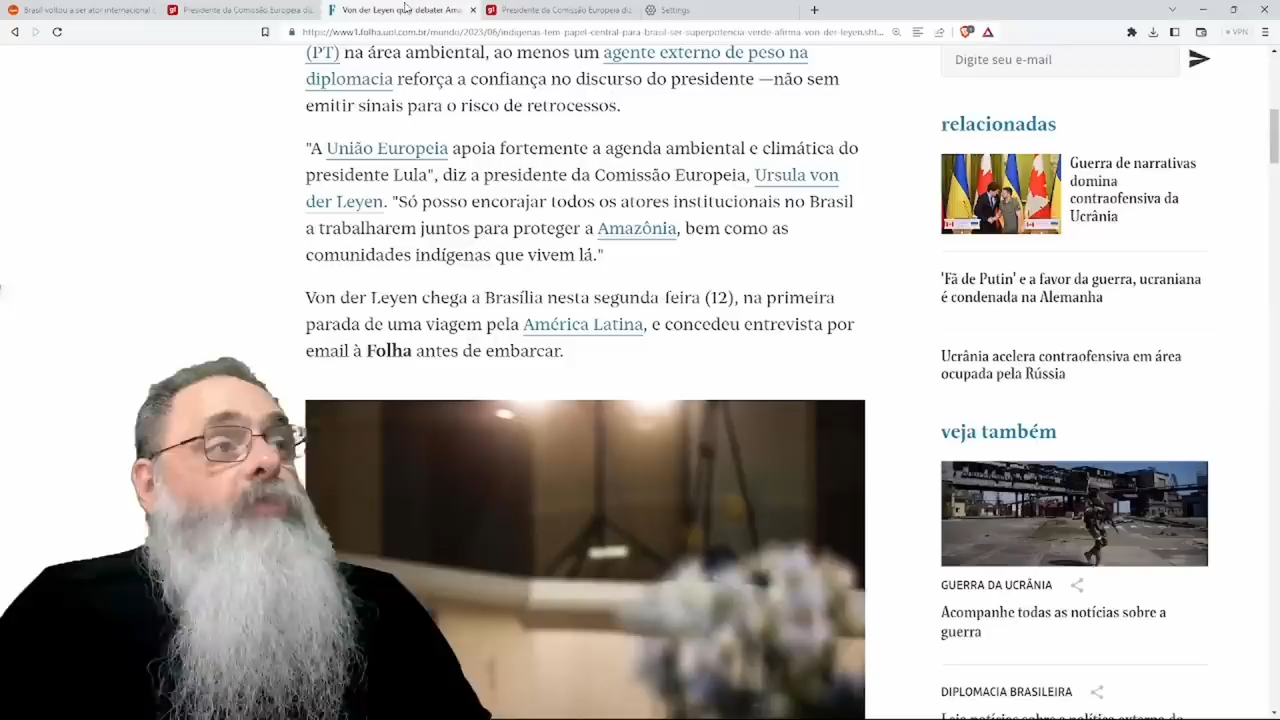 Brasil voltou a ser ator internacional
Presidente da Comissão Europeia diz
Von der Leyen quer debater Ama
Presidente da Comissão Europeia diz
Settings
https://www1.folha.uol.com.br/mundo/2023/06/indigenas-tem-papel-central-para-brasil-ser-superpotencia-verde-afirma-von-der-leyen.sht...
VPN
(PT) na área ambiental, ao menos um agente externo de peso na
diplomacia reforça a confiança no discurso do presidente —não sem
emitir sinais para o risco de retrocessos.
"A União Europeia apoia fortemente a agenda ambiental e climática do
presidente Lula", diz a presidente da Comissão Europeia, Ursula von
der Leyen. "Só posso encorajar todos os atores institucionais no Brasil
a trabalharem juntos para proteger a Amazônia, bem como as
comunidades indígenas que vivem lá."
Von der Leyen chega a Brasília nesta segunda-feira (12), na primeira
parada de uma viagem pela América Latina, e concedeu entrevista por
email à Folha antes de embarcar.
Digite seu e-mail
relacionadas
Guerra de narrativas
domina
contraofensiva da
Ucrânia
'Fã de Putin' e a favor da guerra, ucraniana
é condenada na Alemanha
Ucrânia acelera contraofensiva em área
ocupada pela Rússia
veja também
GUERRA DA UCRÂNIA
Acompanhe todas as notícias sobre a
guerra
DIPLOMACIA BRASILEIRA
Leia notícias sobre a política externa do